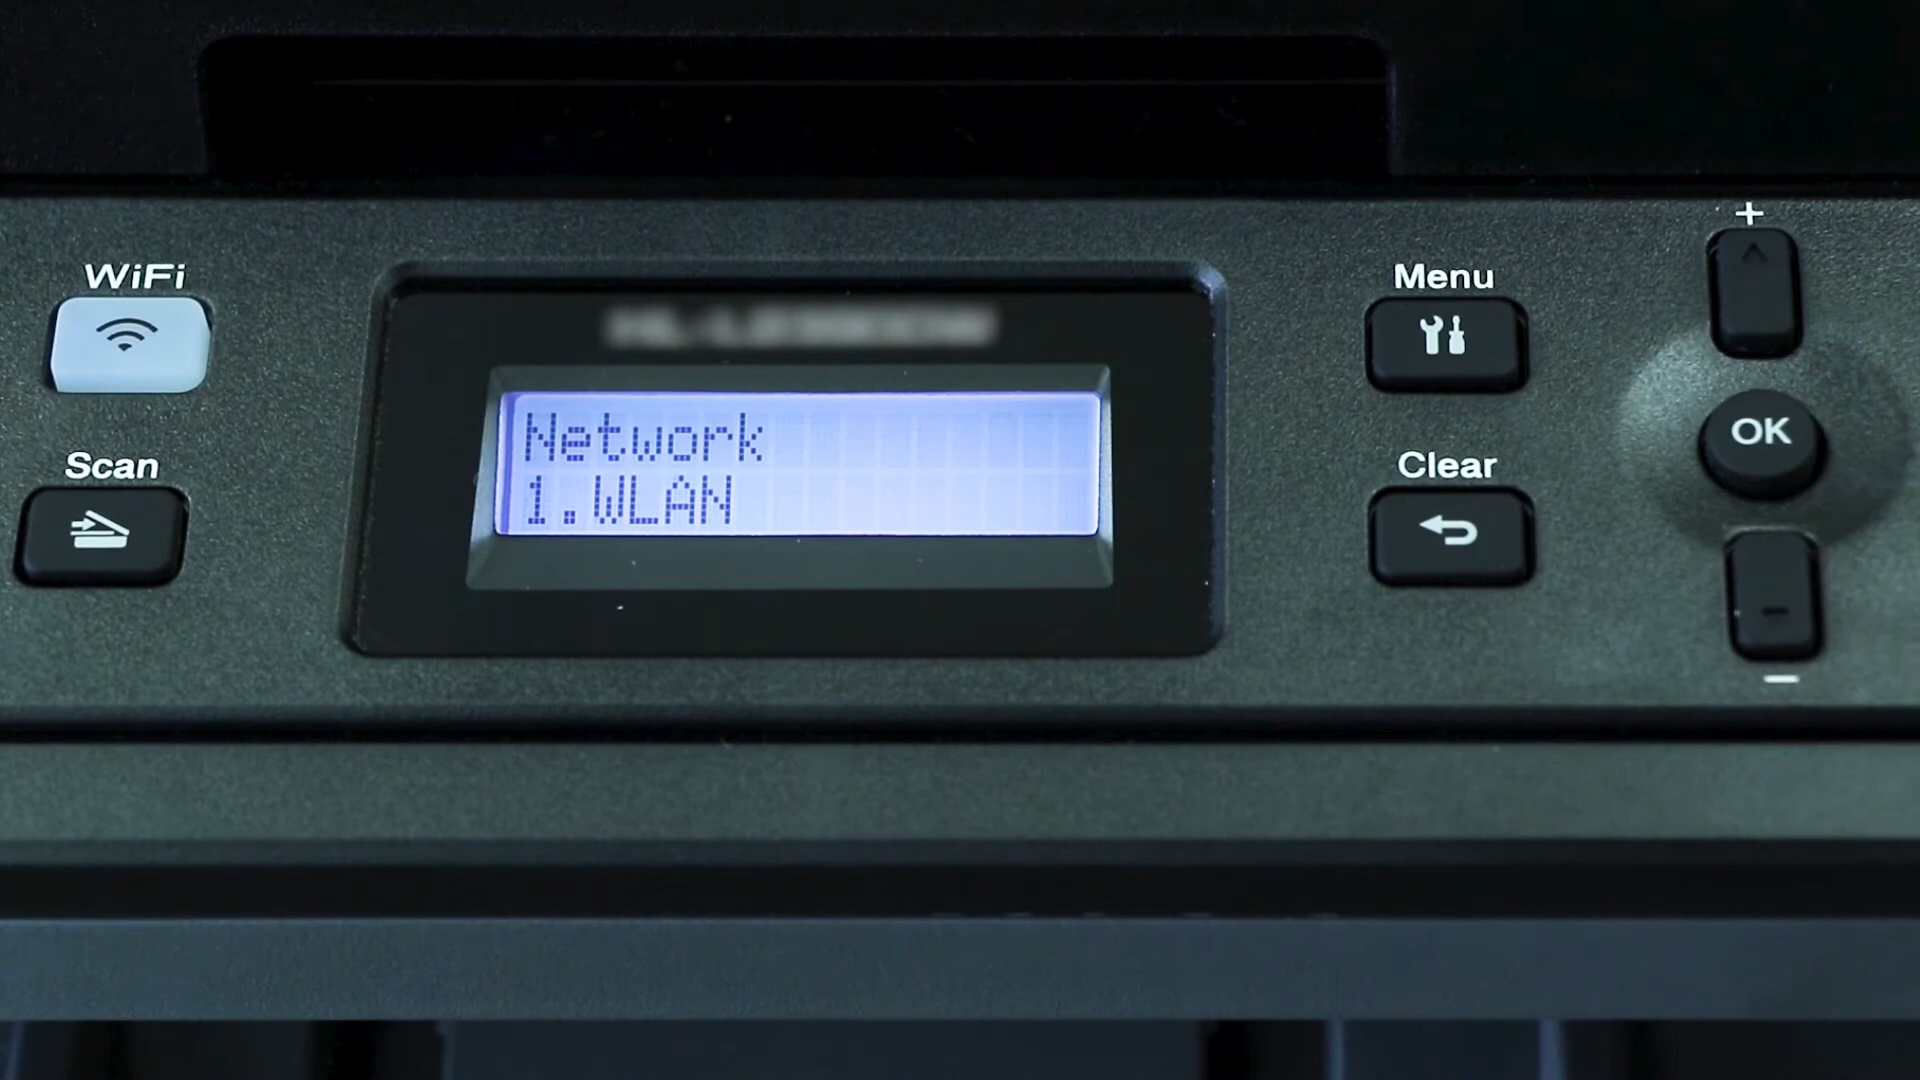 WiFi
Scan
Network
1.WLAN
Menu
Clear
+
OK
-